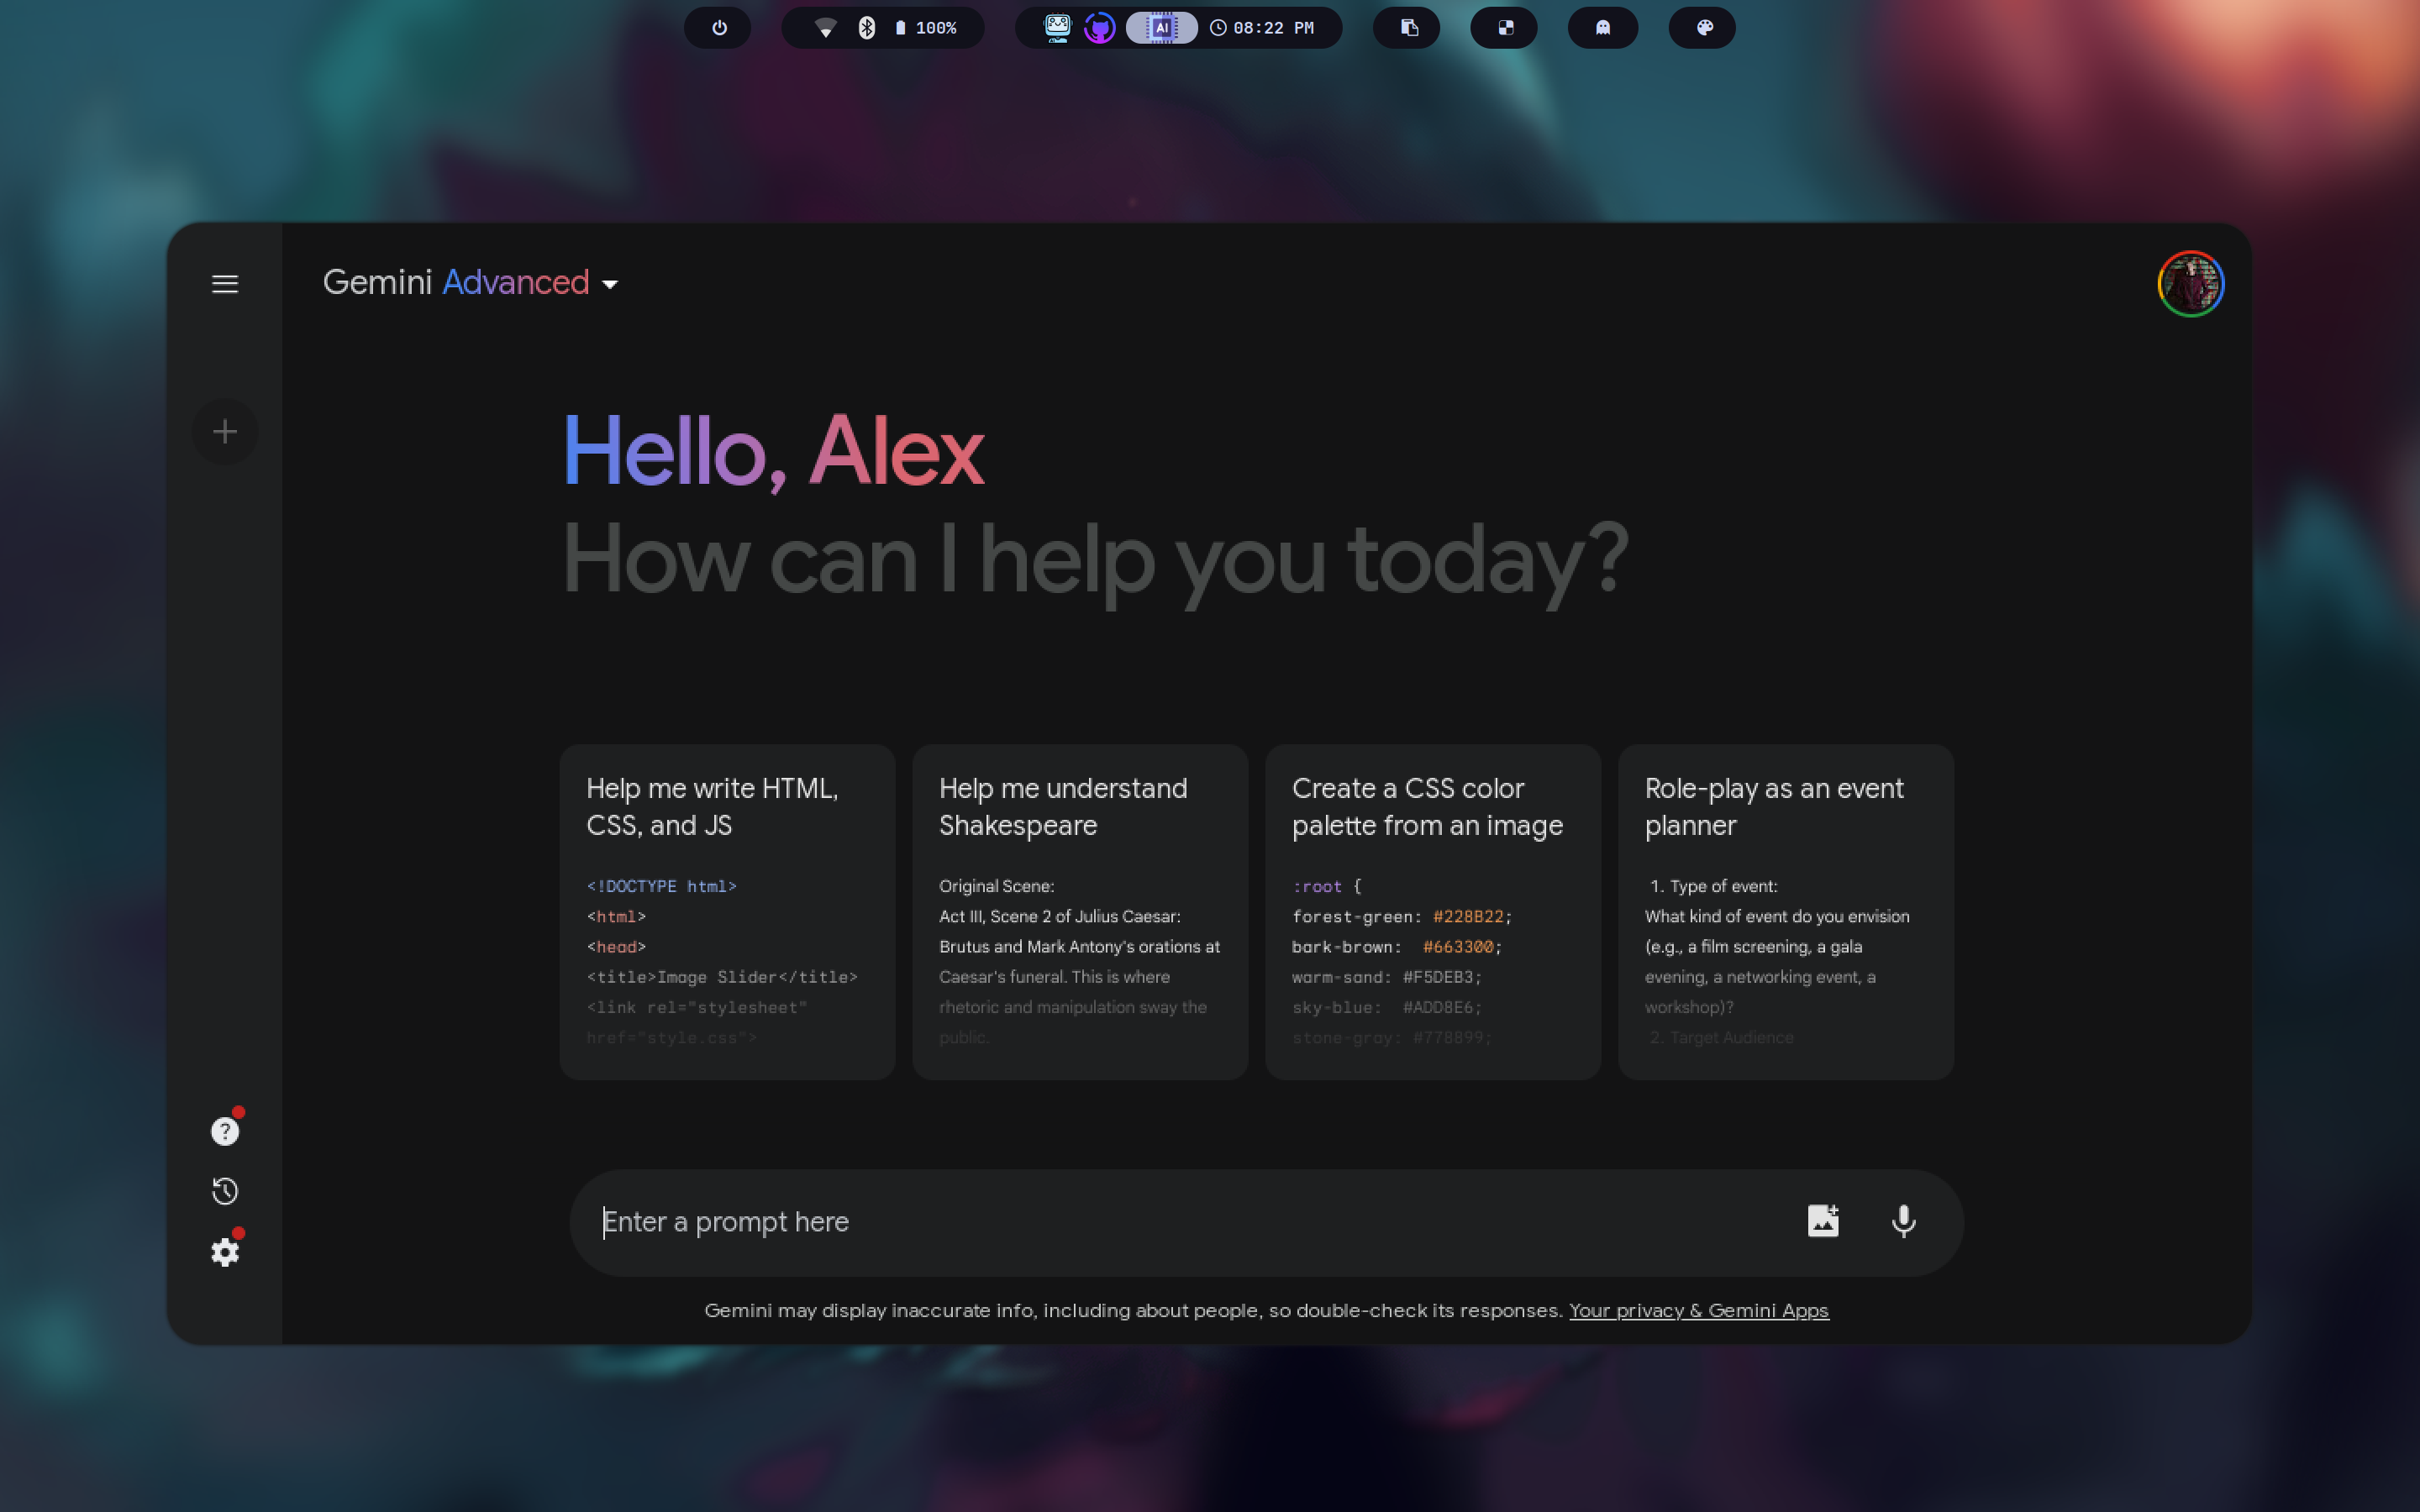 100%
AI
08:22 PM
Gemini Advanced
Hello, Alex
How can I help you today?
Help me write HTML,
CSS, and JS
<!DOCTYPE html>
<html>
<head>
<title>Image Slider</title>
<link rel="stylesheet"
href="style.css">
Help me understand
Shakespeare
Original Scene:
Act III, Scene 2 of Julius Caesar:
Brutus and Mark Antony's orations at
Caesar's funeral. This is where
rhetoric and manipulation sway the
public.
Create a CSS color
palette from an image
:root {
forest-green: #228B22;
bark-brown: #663300;
warm-sand: #F5DEB3;
sky-blue: #ADD8E6;
stone-gray: #778899;
Role-play as an event
planner
1. Type of event:
What kind of event do you envision
(e.g., a film screening, a gala
evening, a networking event, a
workshop)?
2. Target Audience
Enter a prompt here
Gemini may display inaccurate info, including about people, so double-check its responses. Your privacy & Gemini Apps